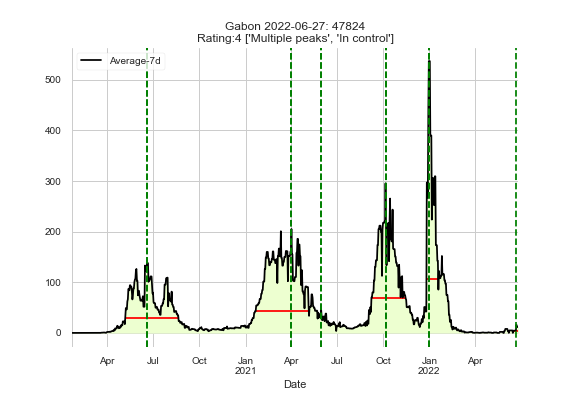 Gabon 2022-06-27: 47824
Rating:4 ['Multiple peaks', 'In control']
Average-7d
500
400
300
200
100
0
Apr Jul Oct Jan Apr Jul Oct Jan Apr
2021 2022
Date